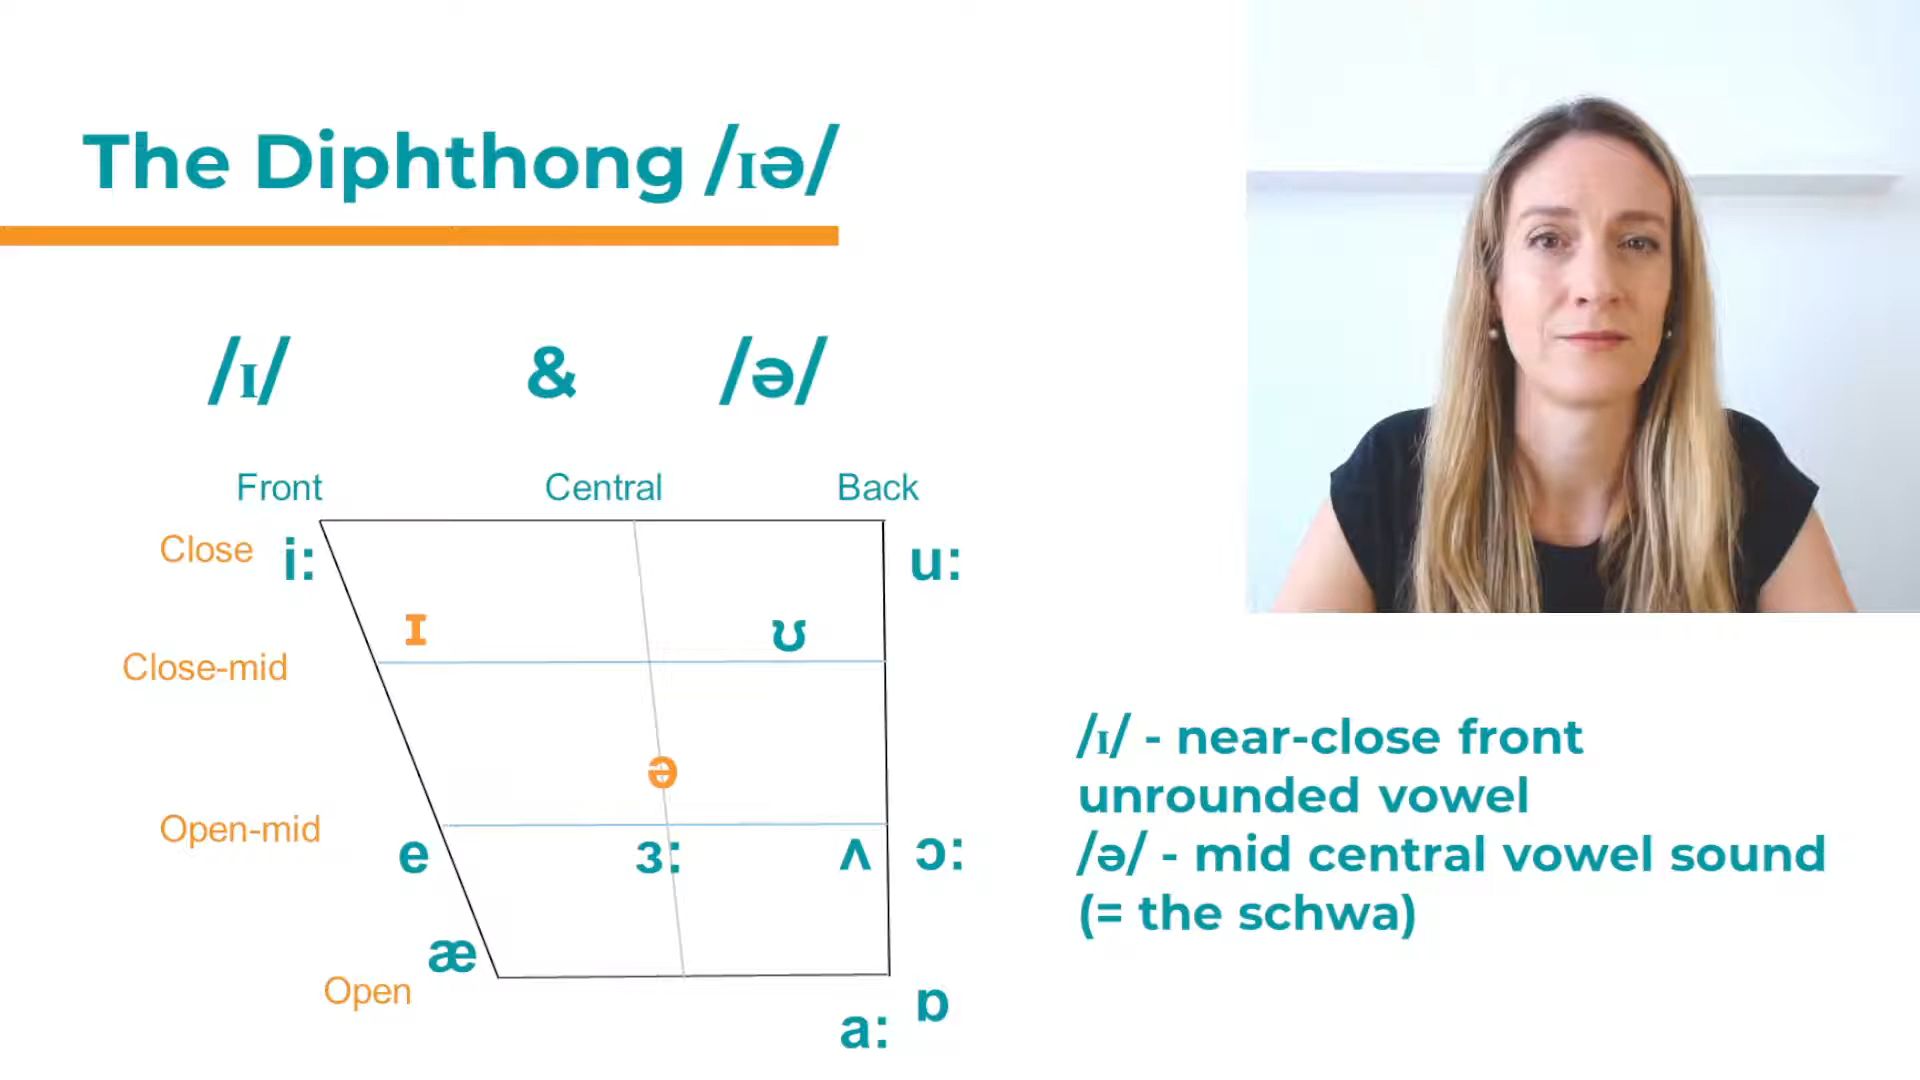 The Diphthong /ɪə/
/ɪ/ & /ə/
Front Central Back
Close i: u:
ɪ ʊ
Close-mid
ə
Open-mid
e ɜ: ʌ ɔ:
æ
Open
a: ɒ
/ɪ/ - near-close front
unrounded vowel
/ə/ - mid central vowel sound
(= the schwa)